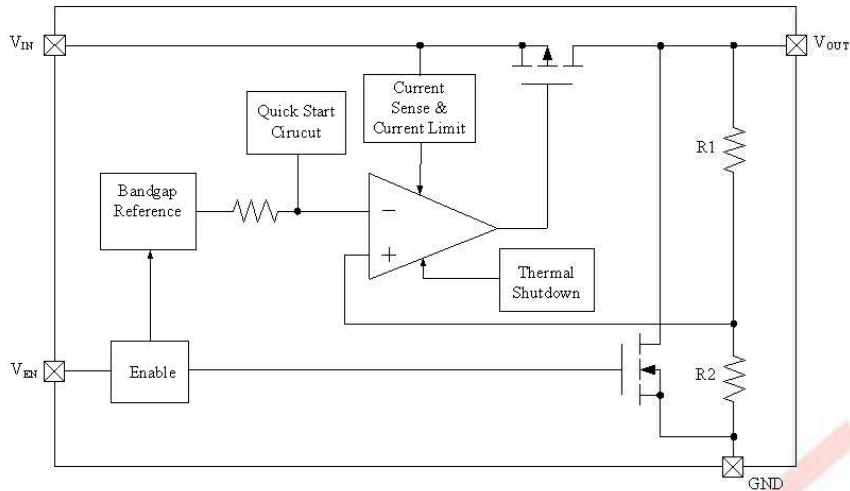 VIN
VOUT
Current
Sense &
Current Limit
Quick Start
Cirucut
R1
Bandgap
Reference
−
+
Thermal
Shutdown
VEN
Enable
R2
GND